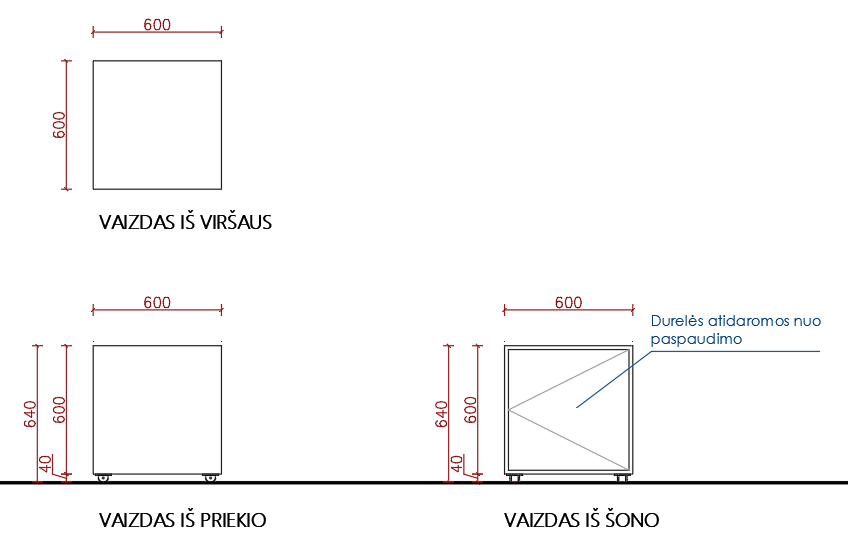 600
600
VAIZDAS IŠ VIRŠAUS
600
640
600
40
VAIZDAS IŠ PRIEKIO
600
Durelės atidaromos nuo
paspaudimo
640
600
40
VAIZDAS IŠ ŠONO